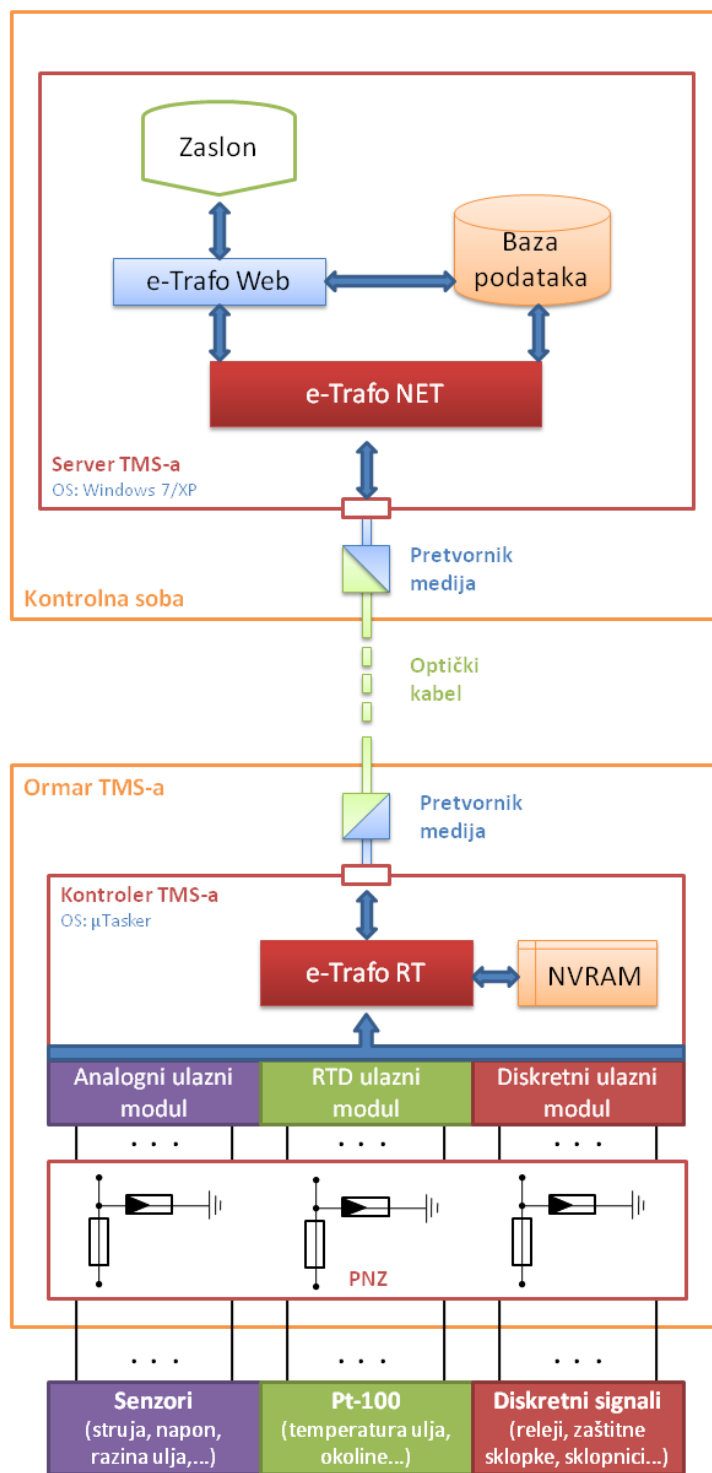 Zaslon
Baza
podataka
e-Trafo Web
e-Trafo NET
Server TMS-a
OS: Windows 7/XP
Pretvornik
medija
Kontrolna soba
Optički
kabel
Ormar TMS-a
Pretvornik
medija
Kontroler TMS-a
OS: µTasker
e-Trafo RT
NVRAM
Analogni ulazni
modul
RTD ulazni
modul
Diskretni ulazni
modul
. . .
. . .
. . .
PNZ
. . .
. . .
. . .
Senzori
(struja, napon,
razina ulja,...)
Pt-100
(temperatura ulja,
okoline...)
Diskretni signali
(releji, zaštitne
sklopke, sklopnici...)